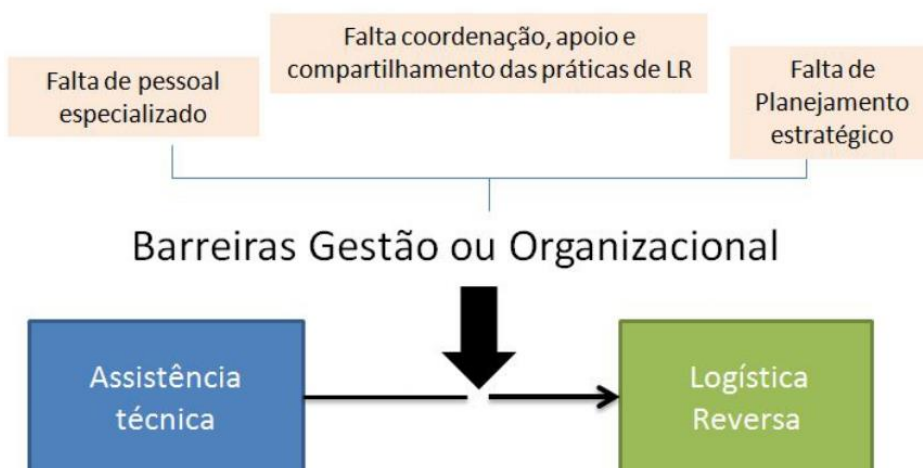 Falta de pessoal
especializado
Falta coordenação, apoio e
compartilhamento das práticas de LR
Falta de
Planejamento
estratégico
Barreiras Gestão ou Organizacional
Assistência
técnica
Logística
Reversa